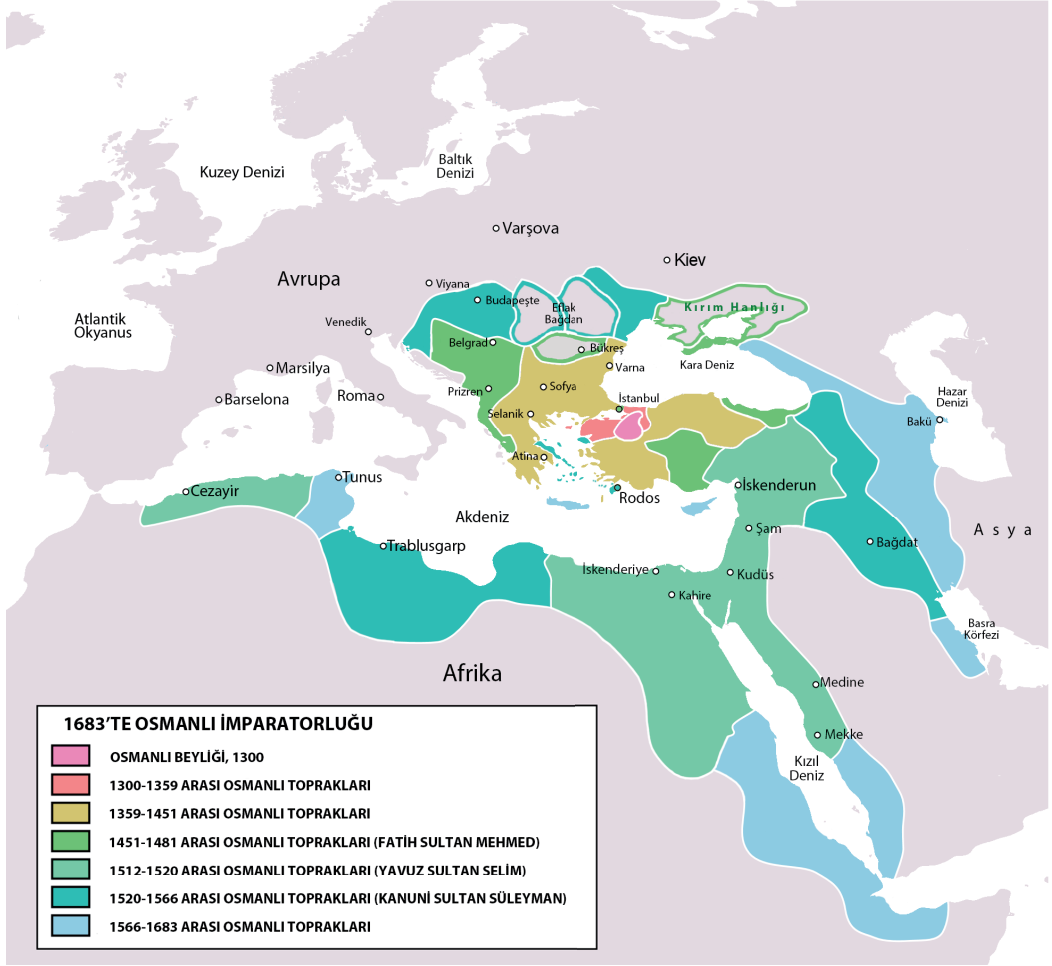 Kuzey Denizi
Baltık
Denizi
Varşova
Kiev
Avrupa
Viyana
Budapeşte
Eflak
Bağdan
Kırım Hanlığı
Atlantik
Okyanus
Venedik
Belgrad
Bükreş
Varna
Kara Deniz
Marsilya
Barselona
Roma
Prizren
Sofya
İstanbul
Selanik
Hazar
Denizi
Bakü
Atina
Tunus
Cezayir
Rodos
İskenderun
Akdeniz
Trablusgarp
Şam
Bağdat
Asya
İskenderiye
Kudüs
Kahire
Basra
Körfezi
Afrika
Medine
Mekke
Kızıl
Deniz
1683'TE OSMANLI İMPARATORLUĞU
OSMANLI BEYLİĞİ, 1300
1300-1359 ARASI OSMANLI TOPRAKLARI
1359-1451 ARASI OSMANLI TOPRAKLARI
1451-1481 ARASI OSMANLI TOPRAKLARI (FATİH SULTAN MEHMED)
1512-1520 ARASI OSMANLI TOPRAKLARI (YAVUZ SULTAN SELİM)
1520-1566 ARASI OSMANLI TOPRAKLARI (KANUNİ SULTAN SÜLEYMAN)
1566-1683 ARASI OSMANLI TOPRAKLARI